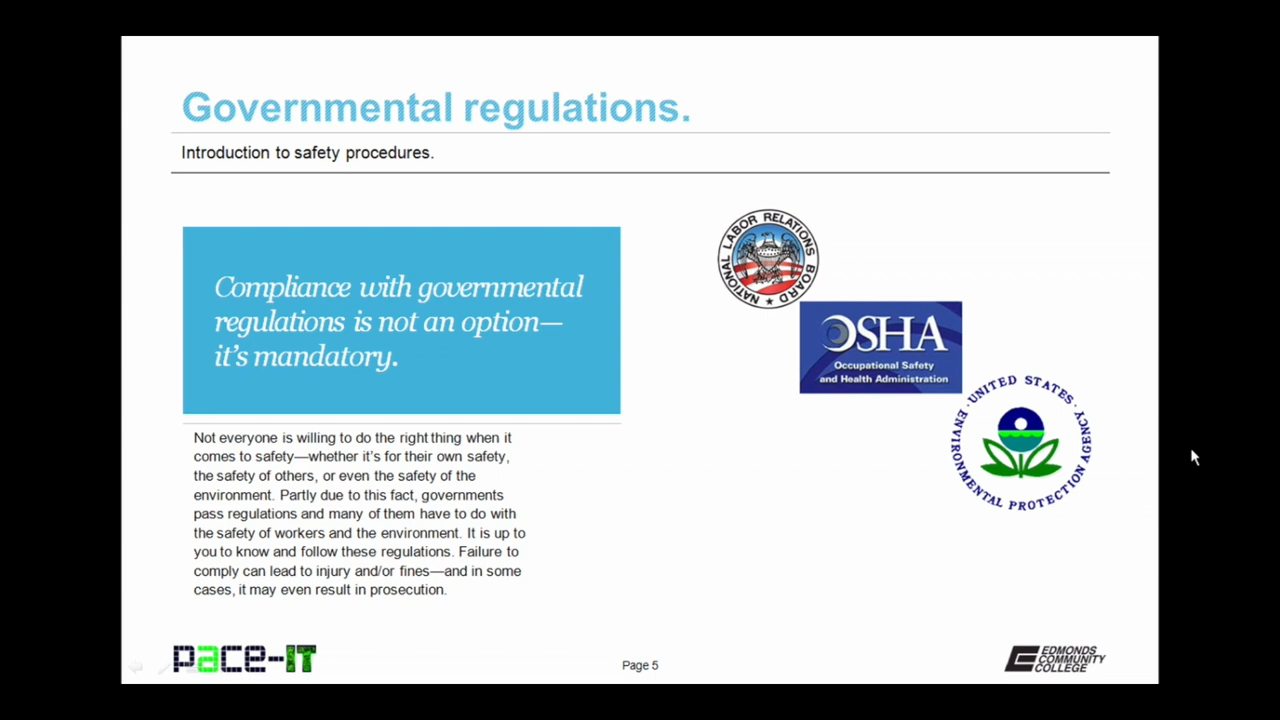 Governmental regulations.
Introduction to safety procedures.
Compliance with governmental
regulations is not an option—
it's mandatory.
Not everyone is willing to do the right thing when it
comes to safety—whether it's for their own safety,
the safety of others, or even the safety of the
environment. Partly due to this fact, governments
pass regulations and many of them have to do with
the safety of workers and the environment. It is up to
you to know and follow these regulations. Failure to
comply can lead to injury and/or fines—and in some
cases, it may even result in prosecution.
NATIONAL LABOR RELATIONS BOARD
OSHA
Occupational Safety
and Health Administration
UNITED STATES
ENVIRONMENTAL PROTECTION AGENCY
pace-IT
Page 5
EDMONDS
COMMUNITY
COLLEGE